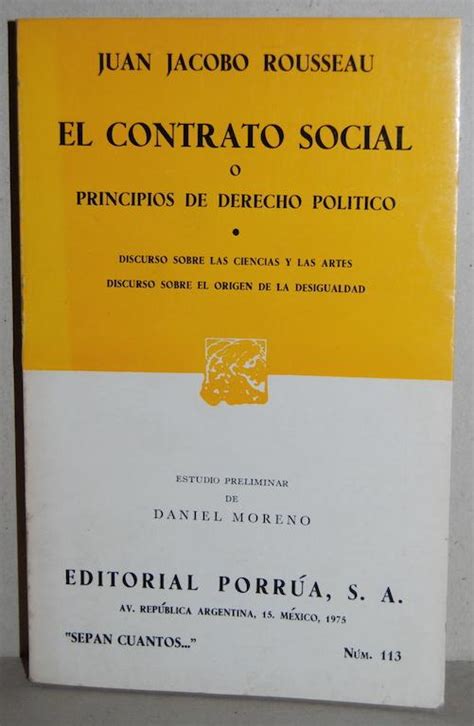 JUAN JACOBO ROUSSEAU
EL CONTRATO SOCIAL
O
PRINCIPIOS DE DERECHO POLITICO
•
DISCURSO SOBRE LAS CIENCIAS Y LAS ARTES
DISCURSO SOBRE EL ORIGEN DE LA DESIGUALDAD
ESTUDIO PRELIMINAR
DE
DANIEL MORENO
EDITORIAL PORRÚA, S. A.
AV. REPÚBLICA ARGENTINA, 15. MÉXICO, 1975
"SEPAN CUANTOS..." NÚM. 113